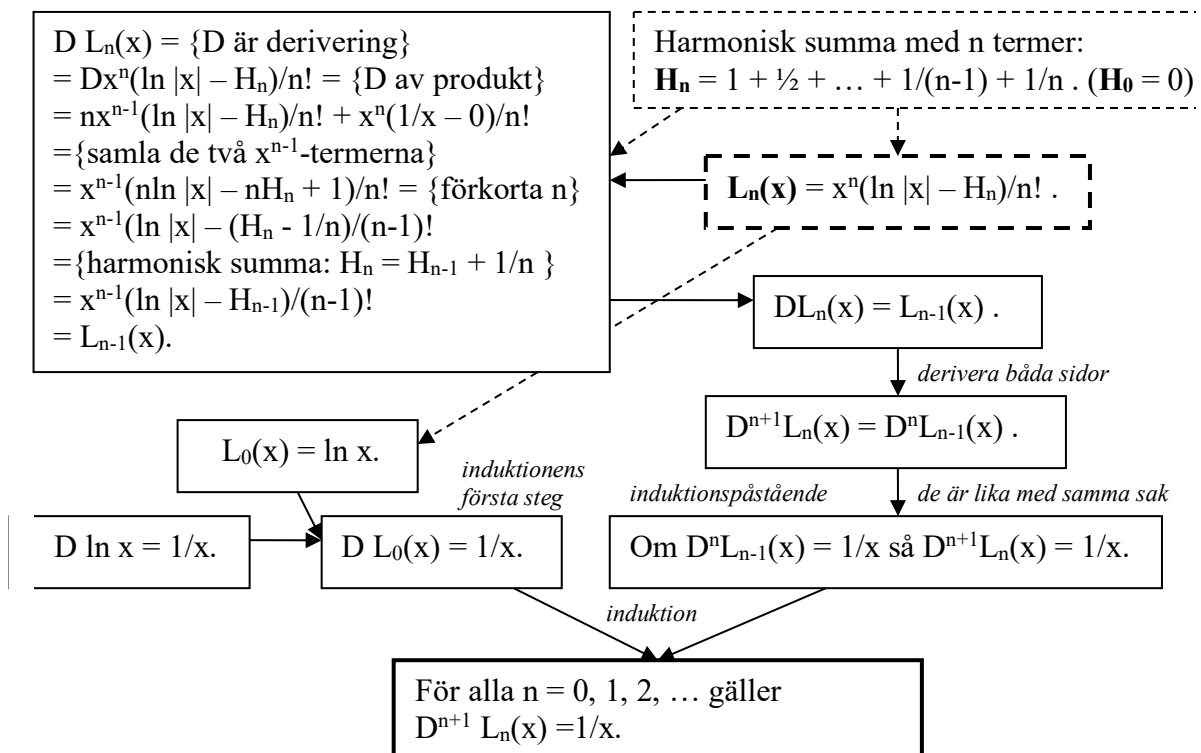 D Lₙ(x) = {D är derivering}
= Dxⁿ(ln |x| – Hₙ)/n! = {D av produkt}
= nxⁿ⁻¹(ln |x| – Hₙ)/n! + xⁿ(1/x – 0)/n!
={samla de två xⁿ⁻¹-termerna}
= xⁿ⁻¹(nln |x| – nHₙ + 1)/n! = {förkorta n}
= xⁿ⁻¹(ln |x| – (Hₙ - 1/n)/(n-1)!
={harmonisk summa: Hₙ = Hₙ₋₁ + 1/n }
= xⁿ⁻¹(ln |x| – Hₙ₋₁)/(n-1)!
= Lₙ₋₁(x).
Harmonisk summa med n termer:
Hₙ = 1 + ½ + … + 1/(n-1) + 1/n . (H₀ = 0)
Lₙ(x) = xⁿ(ln |x| – Hₙ)/n! .
DLₙ(x) = Lₙ₋₁(x) .
derivera båda sidor
Dⁿ⁺¹Lₙ(x) = DⁿLₙ₋₁(x) .
L₀(x) = ln x.
induktionens
första steg
induktionspåstående
de är lika med samma sak
D ln x = 1/x.
D L₀(x) = 1/x.
Om DⁿLₙ₋₁(x) = 1/x så Dⁿ⁺¹Lₙ(x) = 1/x.
induktion
För alla n = 0, 1, 2, … gäller
Dⁿ⁺¹ Lₙ(x) =1/x.